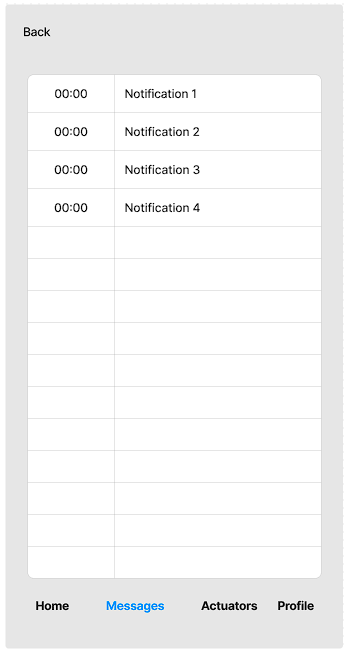 Back
00:00 Notification 1
00:00 Notification 2
00:00 Notification 3
00:00 Notification 4
Home Messages Actuators Profile